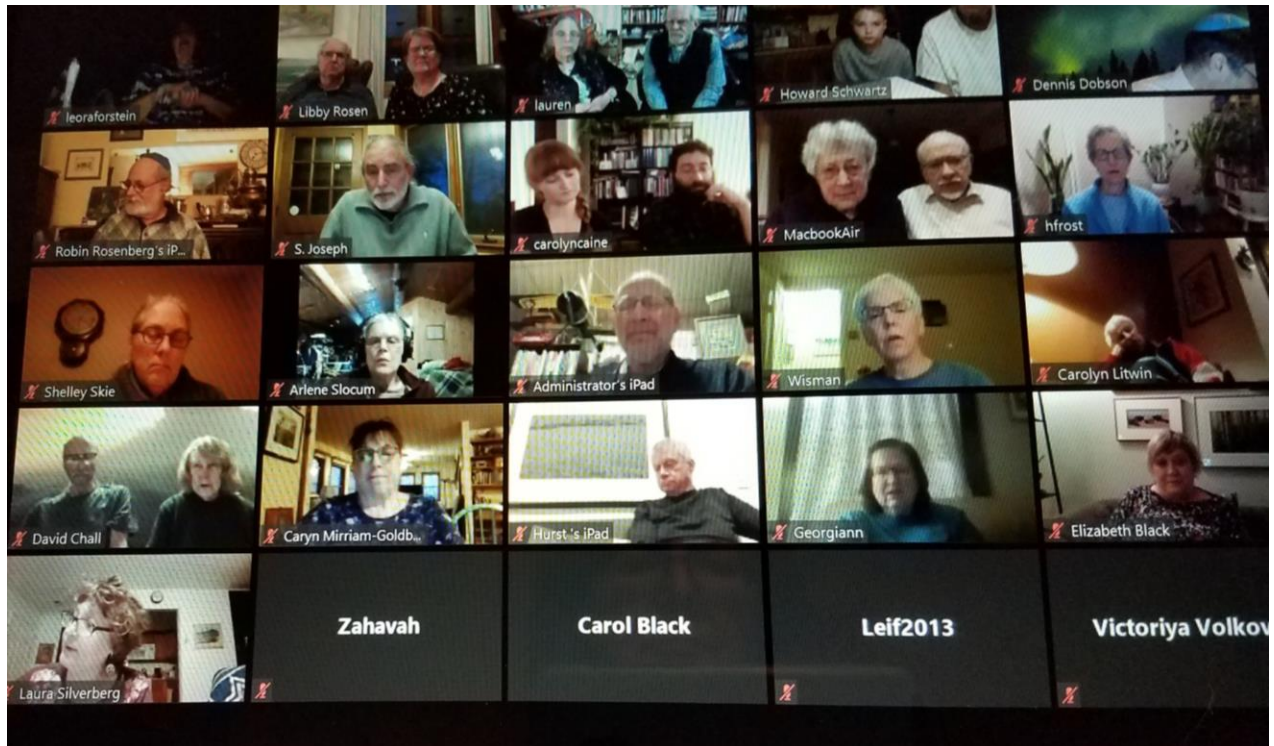 leoraforstein
Libby Rosen
lauren
Howard Schwartz
Dennis Dobson
Robin Rosenberg's iP...
S. Joseph
carolyncaine
MacbookAir
hfrost
Shelley Skie
Arlene Slocum
Administrator's iPad
Wisman
Carolyn Litwin
David Chall
Caryn Mirriam-Goldb...
Hurst 's iPad
Georgiann
Elizabeth Black
Laura Silverberg
Zahavah
Carol Black
Leif2013
Victoriya Volkov